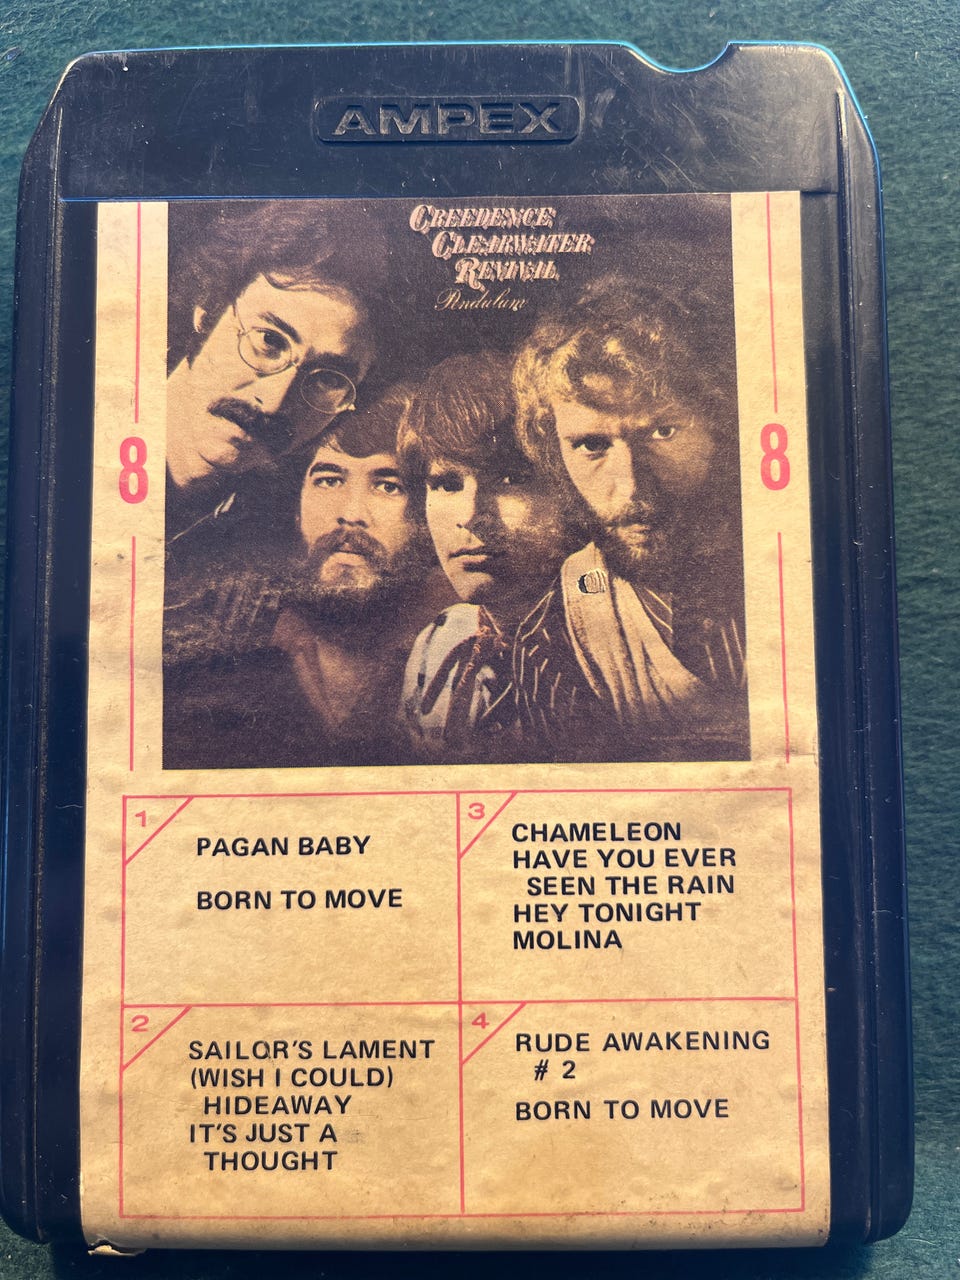 AMPEX
CREEDENCE
CLEARWATER
REVIVAL
Pendulum
8
8
1
PAGAN BABY
BORN TO MOVE
3
CHAMELEON
HAVE YOU EVER
SEEN THE RAIN
HEY TONIGHT
MOLINA
2
SAILOR'S LAMENT
(WISH I COULD)
HIDEAWAY
IT'S JUST A
THOUGHT
4
RUDE AWAKENING
# 2
BORN TO MOVE